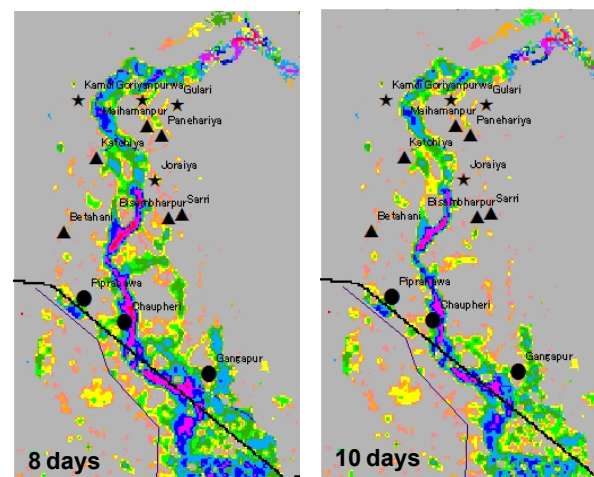 Kamdi Goriyanpurwa
Gulari
Maihamanpur
Panehariya
Katchiya
Joraiya
Bisambharpur
Sarri
Betahani
Piprahawa
Chaupheri
Gangapur
8 days
Kamdi Goriyanpurwa
Gulari
Maihamanpur
Panehariya
Katchiya
Joraiya
Bisambharpur
Sarri
Betahani
Piprahawa
Chaupheri
Gangapur
10 days